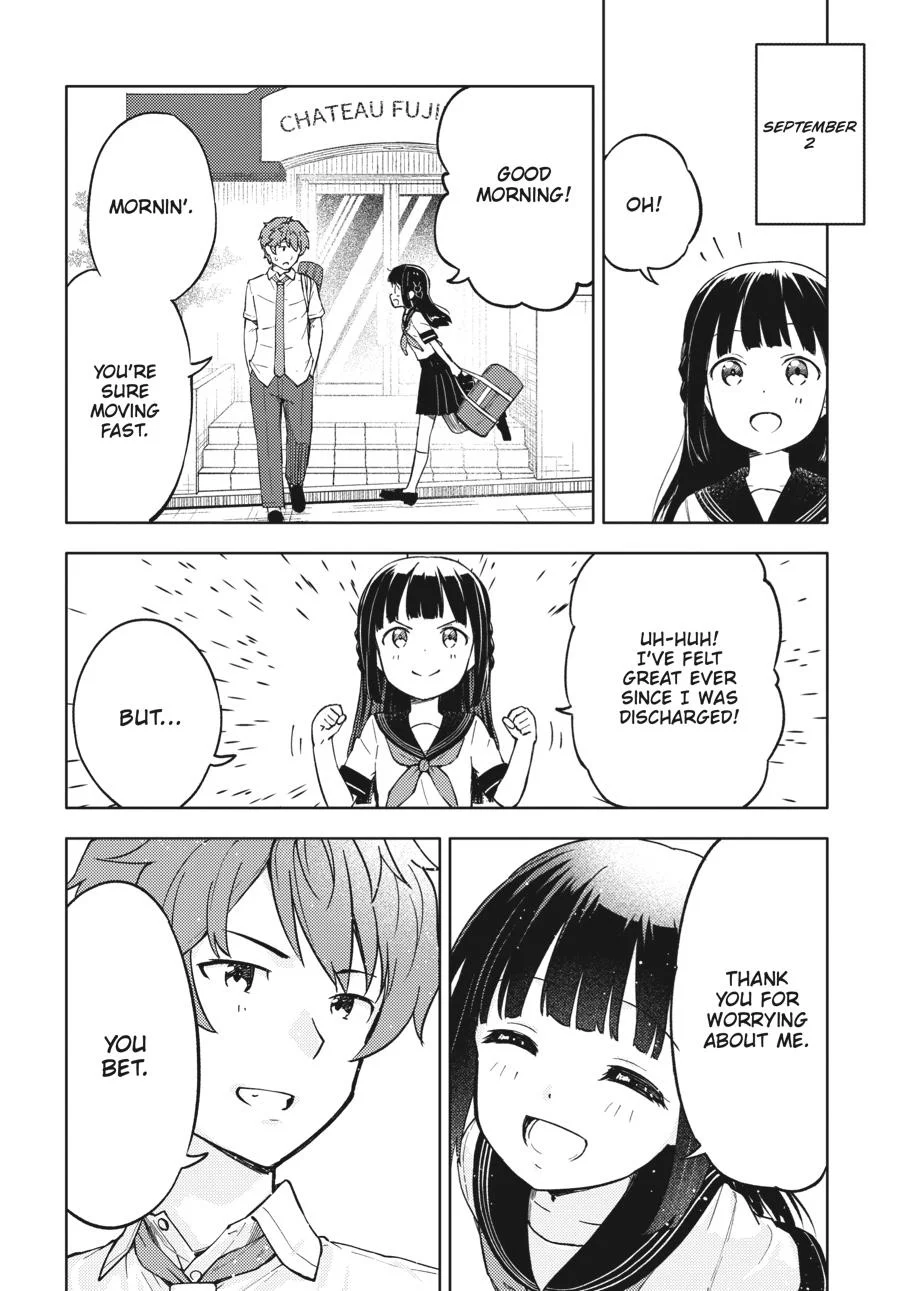 SEPTEMBER
2
OH!
GOOD
MORNING!
CHATEAU FUJI
MORNIN'.
YOU'RE
SURE
MOVING
FAST.
UH-HUH!
I'VE FELT
GREAT EVER
SINCE I WAS
DISCHARGED!
BUT...
THANK
YOU FOR
WORRYING
ABOUT ME.
YOU
BET.